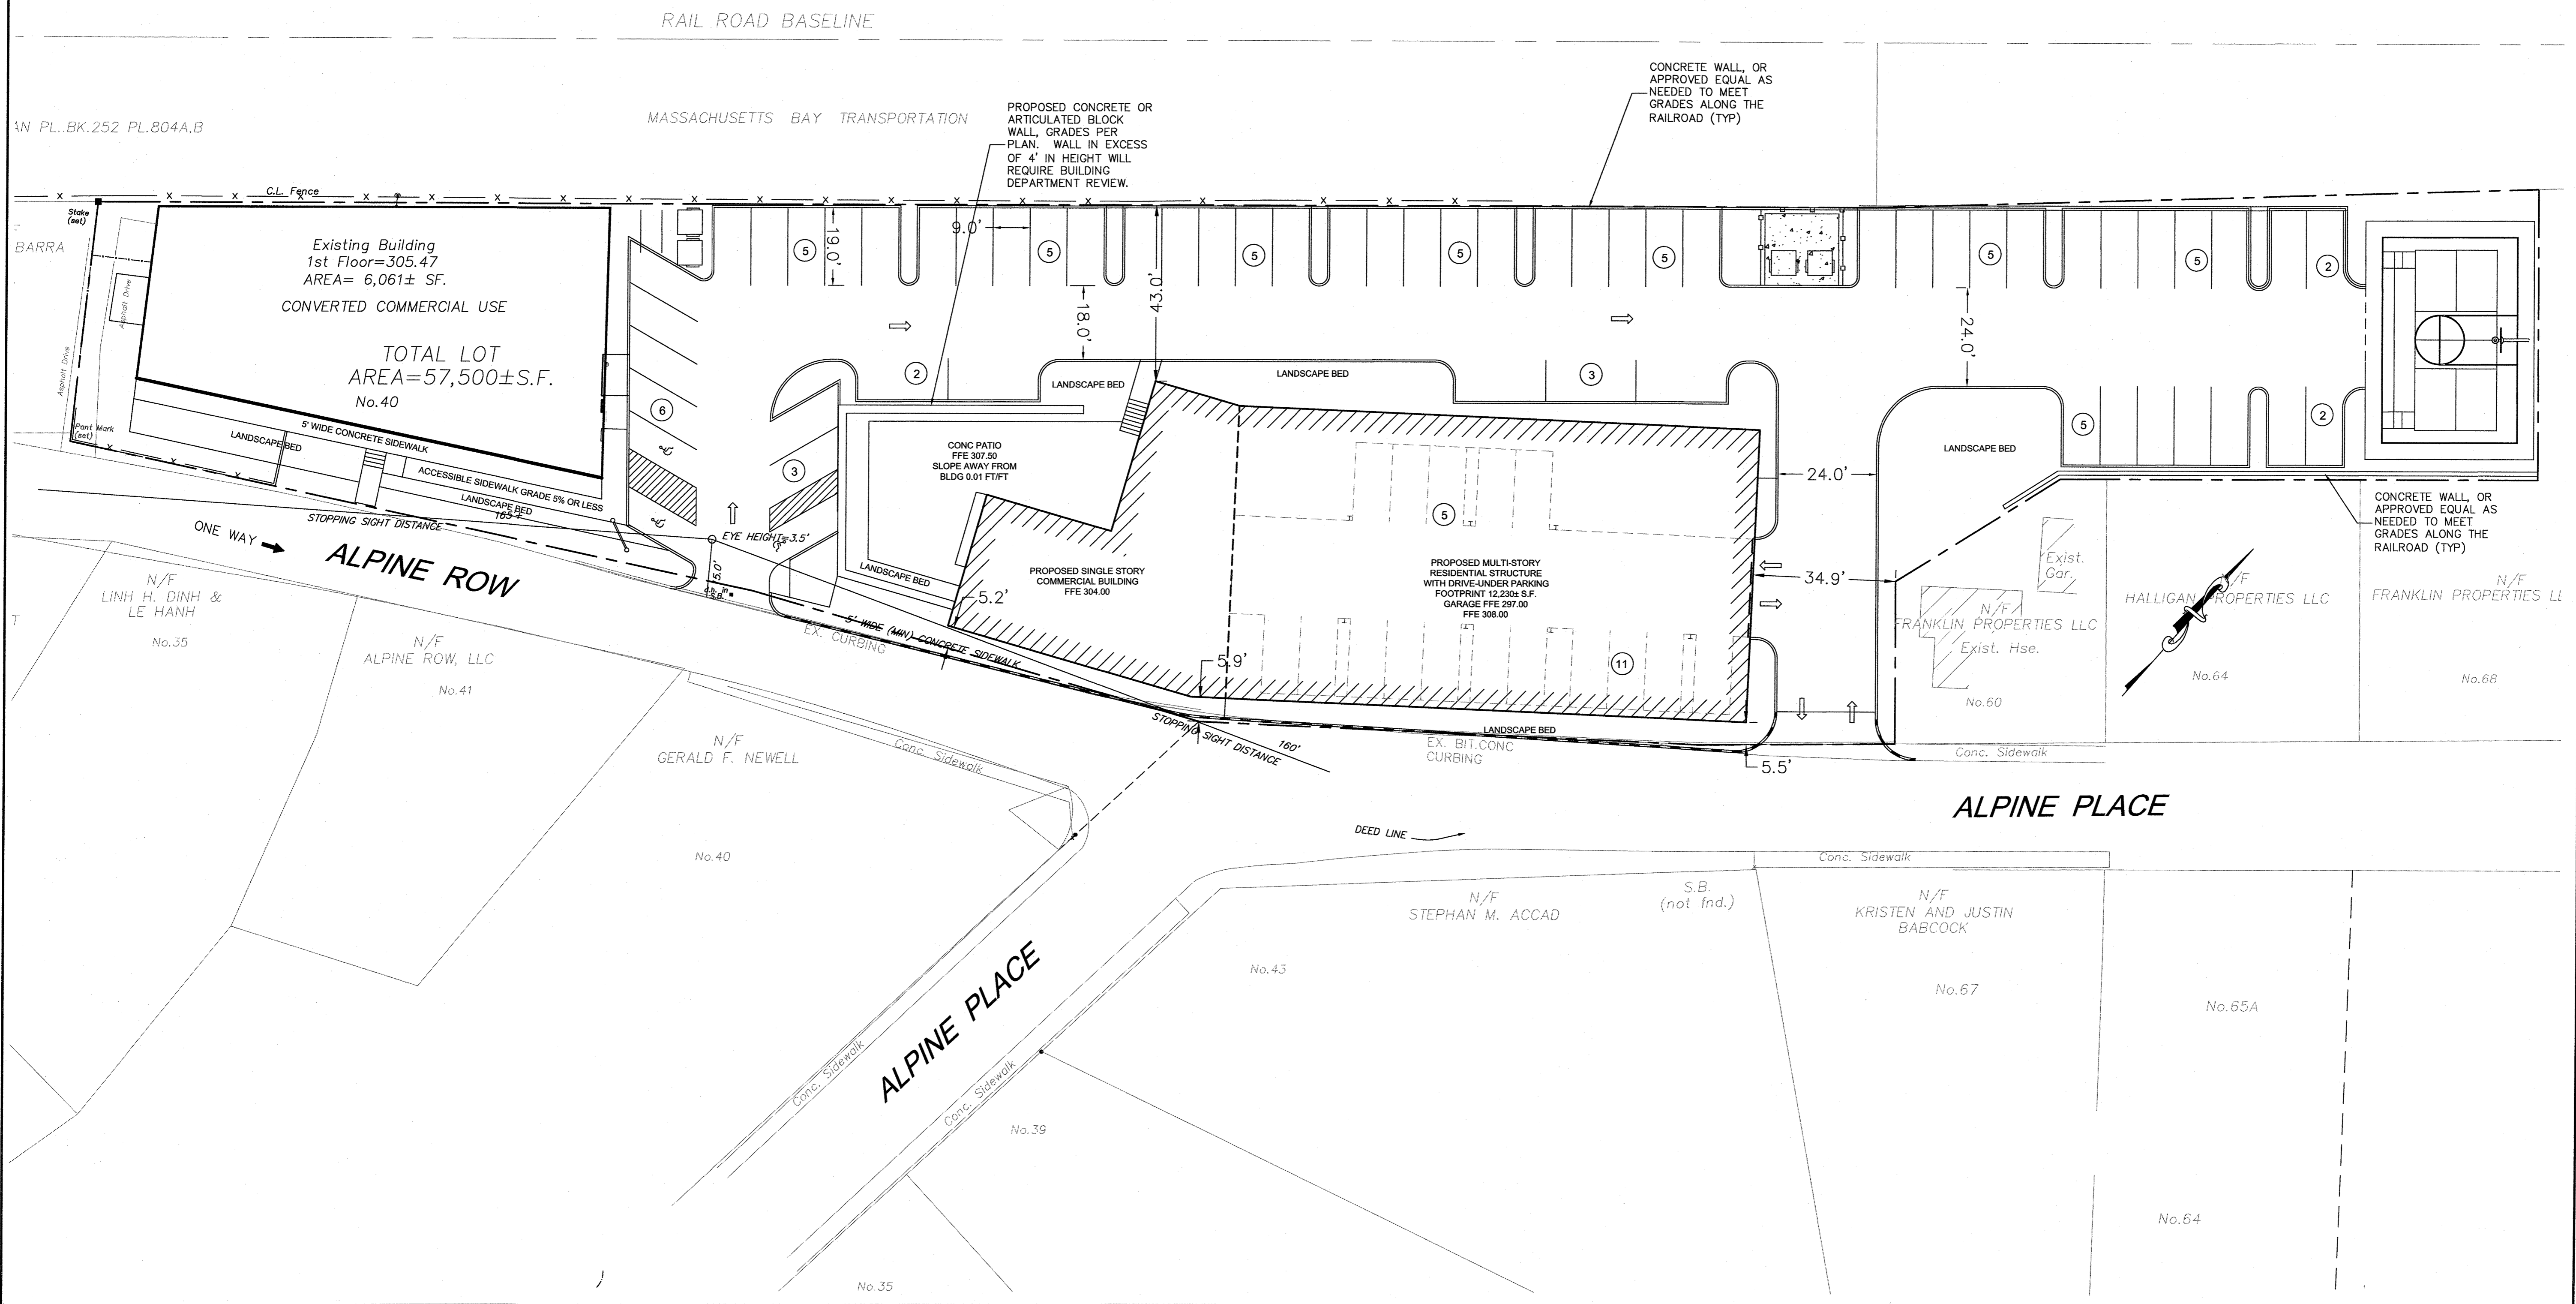 RAIL ROAD BASELINE
AN PL..BK.252 PL.804A,B
MASSACHUSETTS BAY TRANSPORTATION
PROPOSED CONCRETE OR
ARTICULATED BLOCK
WALL, GRADES PER
PLAN. WALL IN EXCESS
OF 4' IN HEIGHT WILL
REQUIRE BUILDING
DEPARTMENT REVIEW.
CONCRETE WALL, OR
APPROVED EQUAL AS
NEEDED TO MEET
GRADES ALONG THE
RAILROAD (TYP)
C.L. Fence
Stake
(set)
BARRA
Asphalt Drive
Asphalt Drive
Pant Mark
(set)
Existing Building
1st Floor=305.47
AREA= 6,061± SF.
CONVERTED COMMERCIAL USE
TOTAL LOT
AREA=57,500±S.F.
No.40
5' WIDE CONCRETE SIDEWALK
LANDSCAPE BED
ACCESSIBLE SIDEWALK GRADE 5% OR LESS
LANDSCAPE BED
165'±
STOPPING SIGHT DISTANCE
ONE WAY
ALPINE ROW
6
3
5
19.0'
9.0'
5
43.0'
18.0'
5
5
5
5
5
2
24.0'
2
LANDSCAPE BED
LANDSCAPE BED
3
LANDSCAPE BED
5
2
CONC PATIO
FFE 307.50
SLOPE AWAY FROM
BLDG 0.01 FT/FT
LANDSCAPE BED
EYE HEIGHT=3.5'
5.0'
d.h. in
S.B.
PROPOSED SINGLE STORY
COMMERCIAL BUILDING
FFE 304.00
5.2'
5' WIDE (MIN) CONCRETE SIDEWALK
EX. CURBING
5.9'
5
PROPOSED MULTI-STORY
RESIDENTIAL STRUCTURE
WITH DRIVE-UNDER PARKING
FOOTPRINT 12,230± S.F.
GARAGE FFE 297.00
FFE 308.00
11
24.0'
34.9'
LANDSCAPE BED
STOPPING SIGHT DISTANCE
160'
EX. BIT.CONC
CURBING
5.5'
Conc. Sidewalk
CONCRETE WALL, OR
APPROVED EQUAL AS
NEEDED TO MEET
GRADES ALONG THE
RAILROAD (TYP)
Exist.
Gar.
N/F
FRANKLIN PROPERTIES LLC
Exist. Hse.
No.60
N/F
HALLIGAN PROPERTIES LLC
No.64
N/F
FRANKLIN PROPERTIES LL
No.68
N/F
LINH H. DINH &
LE HANH
No.35
T
N/F
ALPINE ROW, LLC
No.41
N/F
GERALD F. NEWELL
No.40
Conc. Sidewalk
DEED LINE
ALPINE PLACE
Conc. Sidewalk
N/F
STEPHAN M. ACCAD
No.43
S.B.
(not fnd.)
N/F
KRISTEN AND JUSTIN
BABCOCK
No.67
No.65A
No.64
ALPINE PLACE
Conc. Sidewalk
Conc. Sidewalk
No.39
No.35